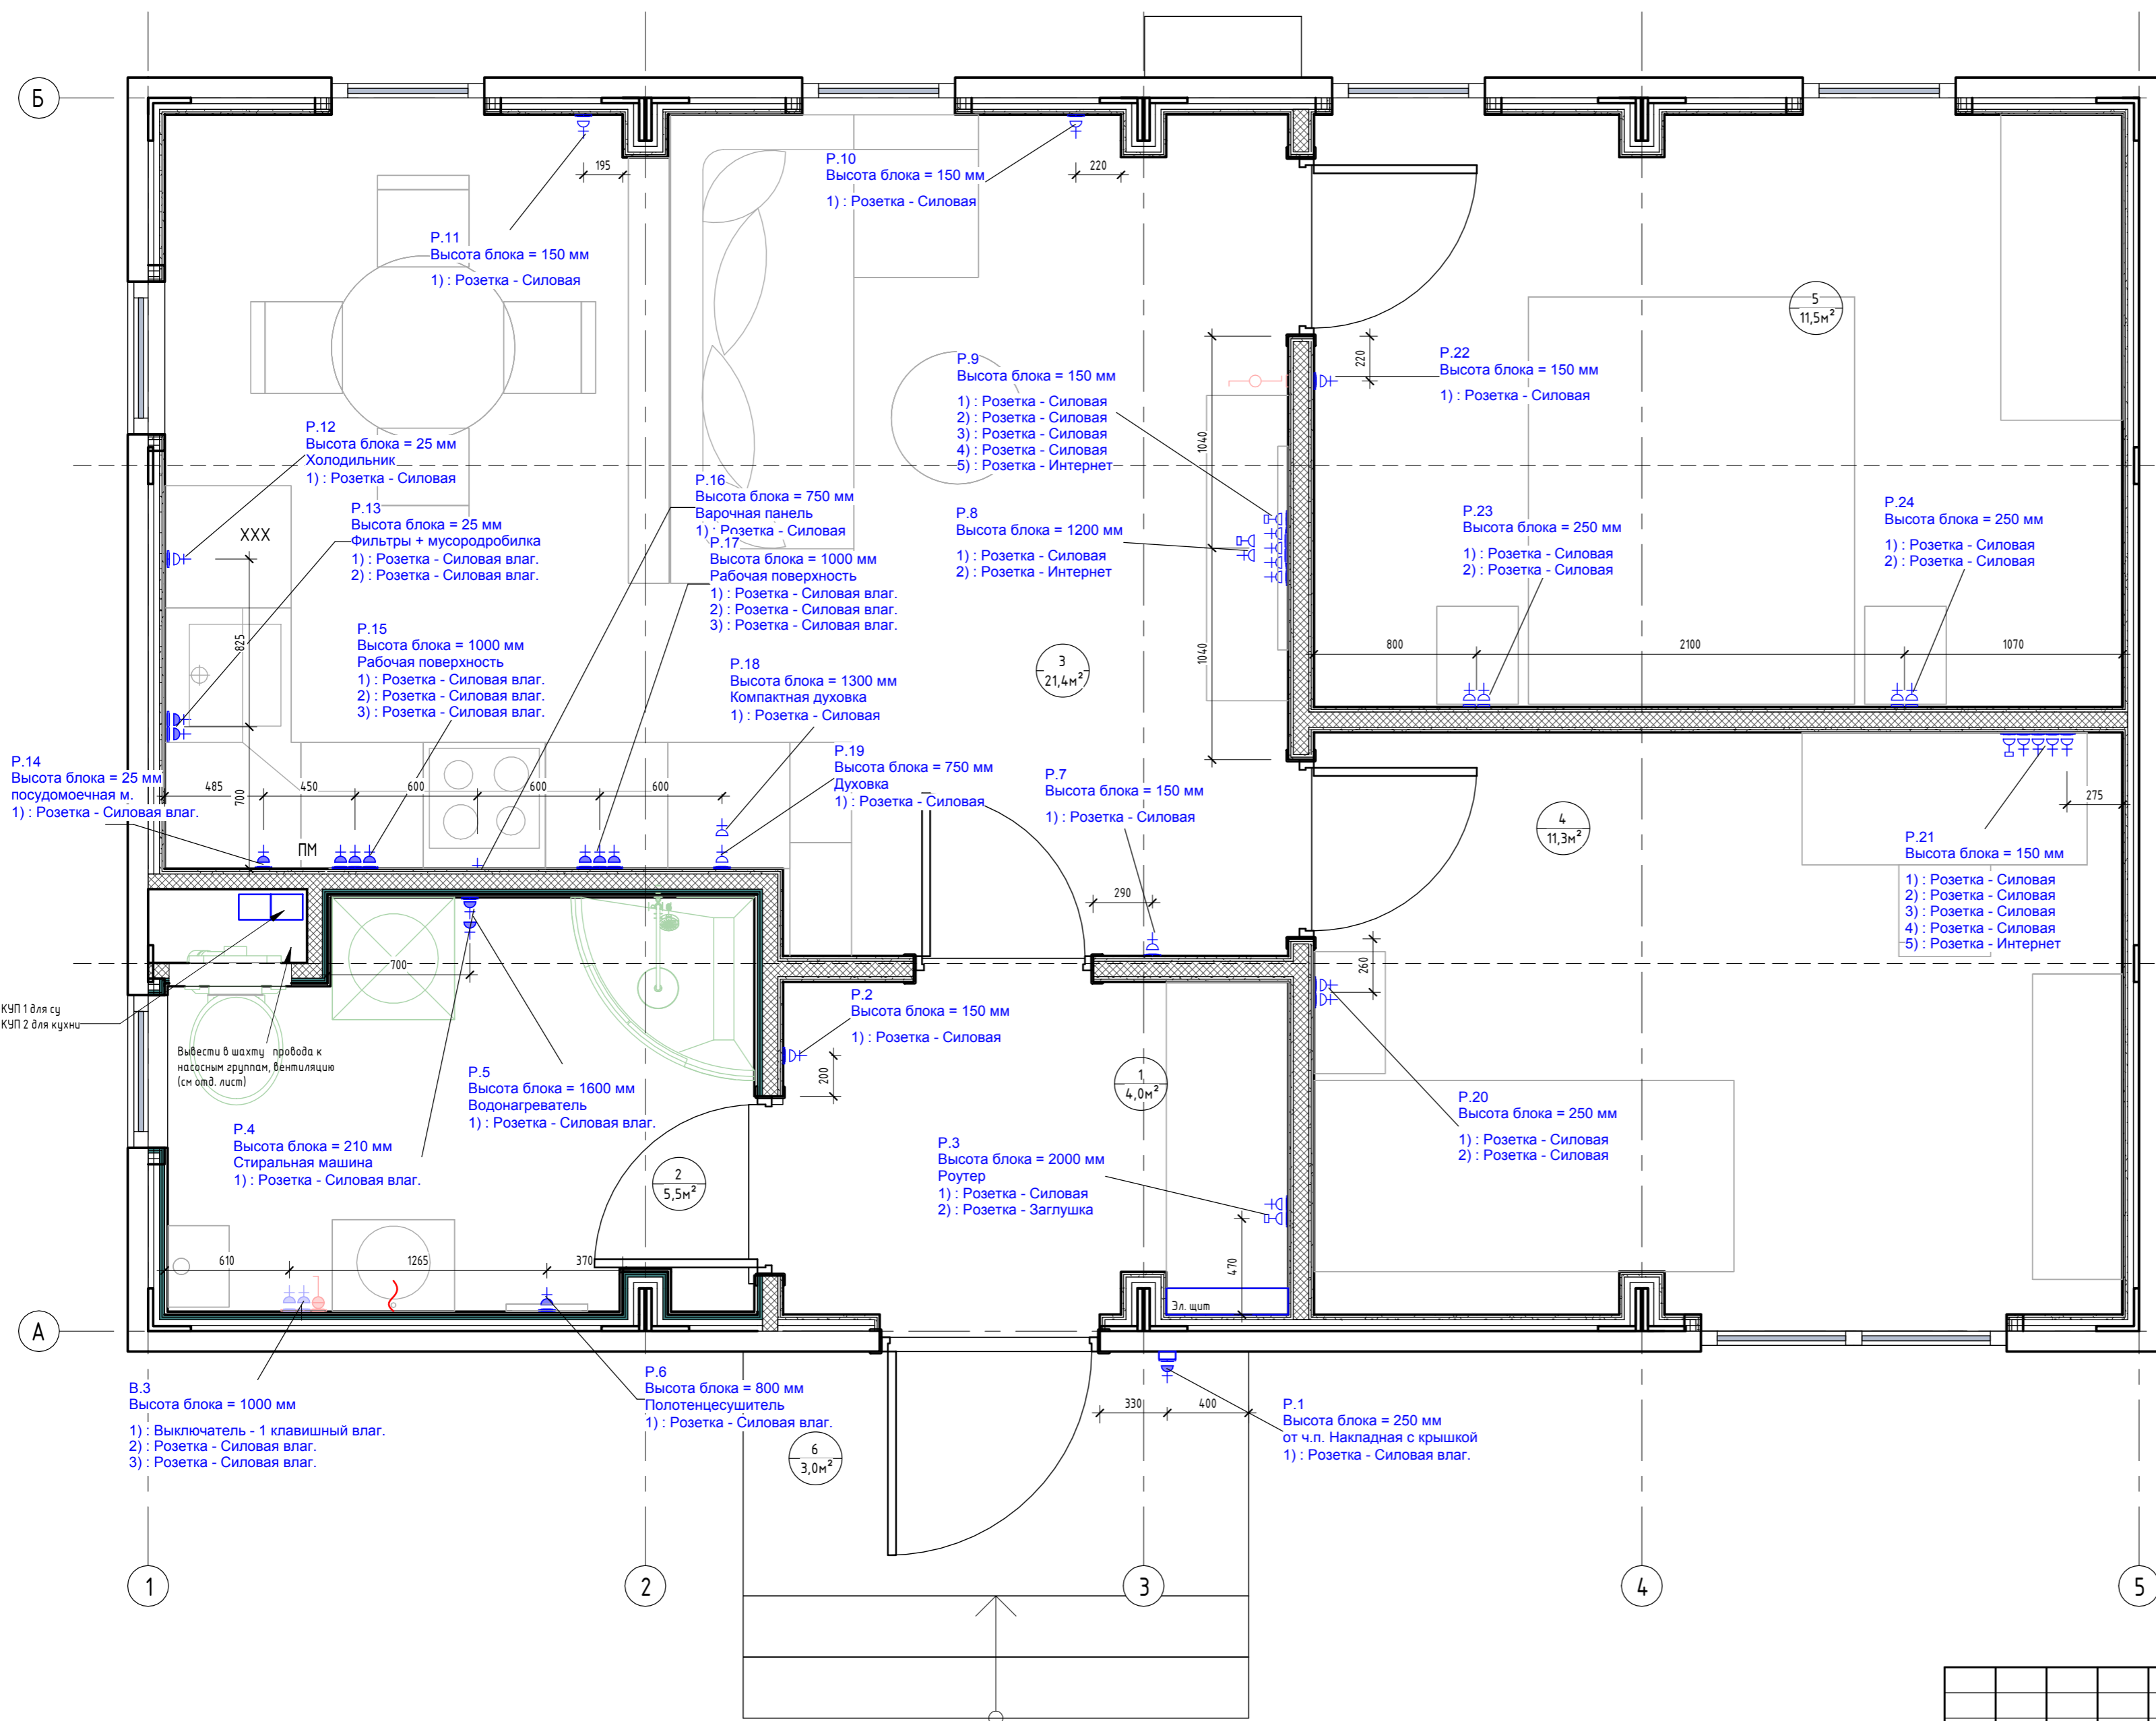 Б
195
Р.10
Высота блока = 150 мм
1) : Розетка - Силовая
220
Р.11
Высота блока = 150 мм
1) : Розетка - Силовая
5
11,5м²
Р.9
Высота блока = 150 мм
1) : Розетка - Силовая
2) : Розетка - Силовая
3) : Розетка - Силовая
4) : Розетка - Силовая
5) : Розетка - Интернет
1040
220
Р.22
Высота блока = 150 мм
1) : Розетка - Силовая
Р.12
Высота блока = 25 мм
Холодильник
1) : Розетка - Силовая
Р.16
Высота блока = 750 мм
Варочная панель
1) : Розетка - Силовая
Р.13
Высота блока = 25 мм
Фильтры + мусородробилка
1) : Розетка - Силовая влаг.
2) : Розетка - Силовая влаг.
XXX
Р.17
Высота блока = 1000 мм
Рабочая поверхность
1) : Розетка - Силовая влаг.
2) : Розетка - Силовая влаг.
3) : Розетка - Силовая влаг.
Р.8
Высота блока = 1200 мм
1) : Розетка - Силовая
2) : Розетка - Интернет
Р.23
Высота блока = 250 мм
1) : Розетка - Силовая
2) : Розетка - Силовая
Р.24
Высота блока = 250 мм
1) : Розетка - Силовая
2) : Розетка - Силовая
825
Р.15
Высота блока = 1000 мм
Рабочая поверхность
1) : Розетка - Силовая влаг.
2) : Розетка - Силовая влаг.
3) : Розетка - Силовая влаг.
Р.18
Высота блока = 1300 мм
Компактная духовка
1) : Розетка - Силовая
3
21,4м²
1040
800
2100
1070
Р.14
Высота блока = 25 мм
посудомоечная м.
1) : Розетка - Силовая влаг.
485
700
450
600
600
600
Р.19
Высота блока = 750 мм
Духовка
1) : Розетка - Силовая
Р.7
Высота блока = 150 мм
1) : Розетка - Силовая
ПМ
4
11,3м²
275
Р.21
Высота блока = 150 мм
1) : Розетка - Силовая
2) : Розетка - Силовая
3) : Розетка - Силовая
4) : Розетка - Силовая
5) : Розетка - Интернет
290
700
260
КУП 1 для су
КУП 2 для кухни
Вывести в шахту провода к
насосным группам, вентиляцию
(см отд. лист)
Р.2
Высота блока = 150 мм
1) : Розетка - Силовая
200
Р.5
Высота блока = 1600 мм
Водонагреватель
1) : Розетка - Силовая влаг.
1
4,0м²
Р.20
Высота блока = 250 мм
1) : Розетка - Силовая
2) : Розетка - Силовая
Р.4
Высота блока = 210 мм
Стиральная машина
1) : Розетка - Силовая влаг.
2
5,5м²
Р.3
Высота блока = 2000 мм
Роутер
1) : Розетка - Силовая
2) : Розетка - Заглушка
610
1265
370
470
Эл. щит
А
В.3
Высота блока = 1000 мм
1) : Выключатель - 1 клавишный влаг.
2) : Розетка - Силовая влаг.
3) : Розетка - Силовая влаг.
Р.6
Высота блока = 800 мм
Полотенцесушитель
1) : Розетка - Силовая влаг.
330
400
Р.1
Высота блока = 250 мм
от ч.п. Накладная с крышкой
1) : Розетка - Силовая влаг.
6
3,0м²
1
2
3
4
5